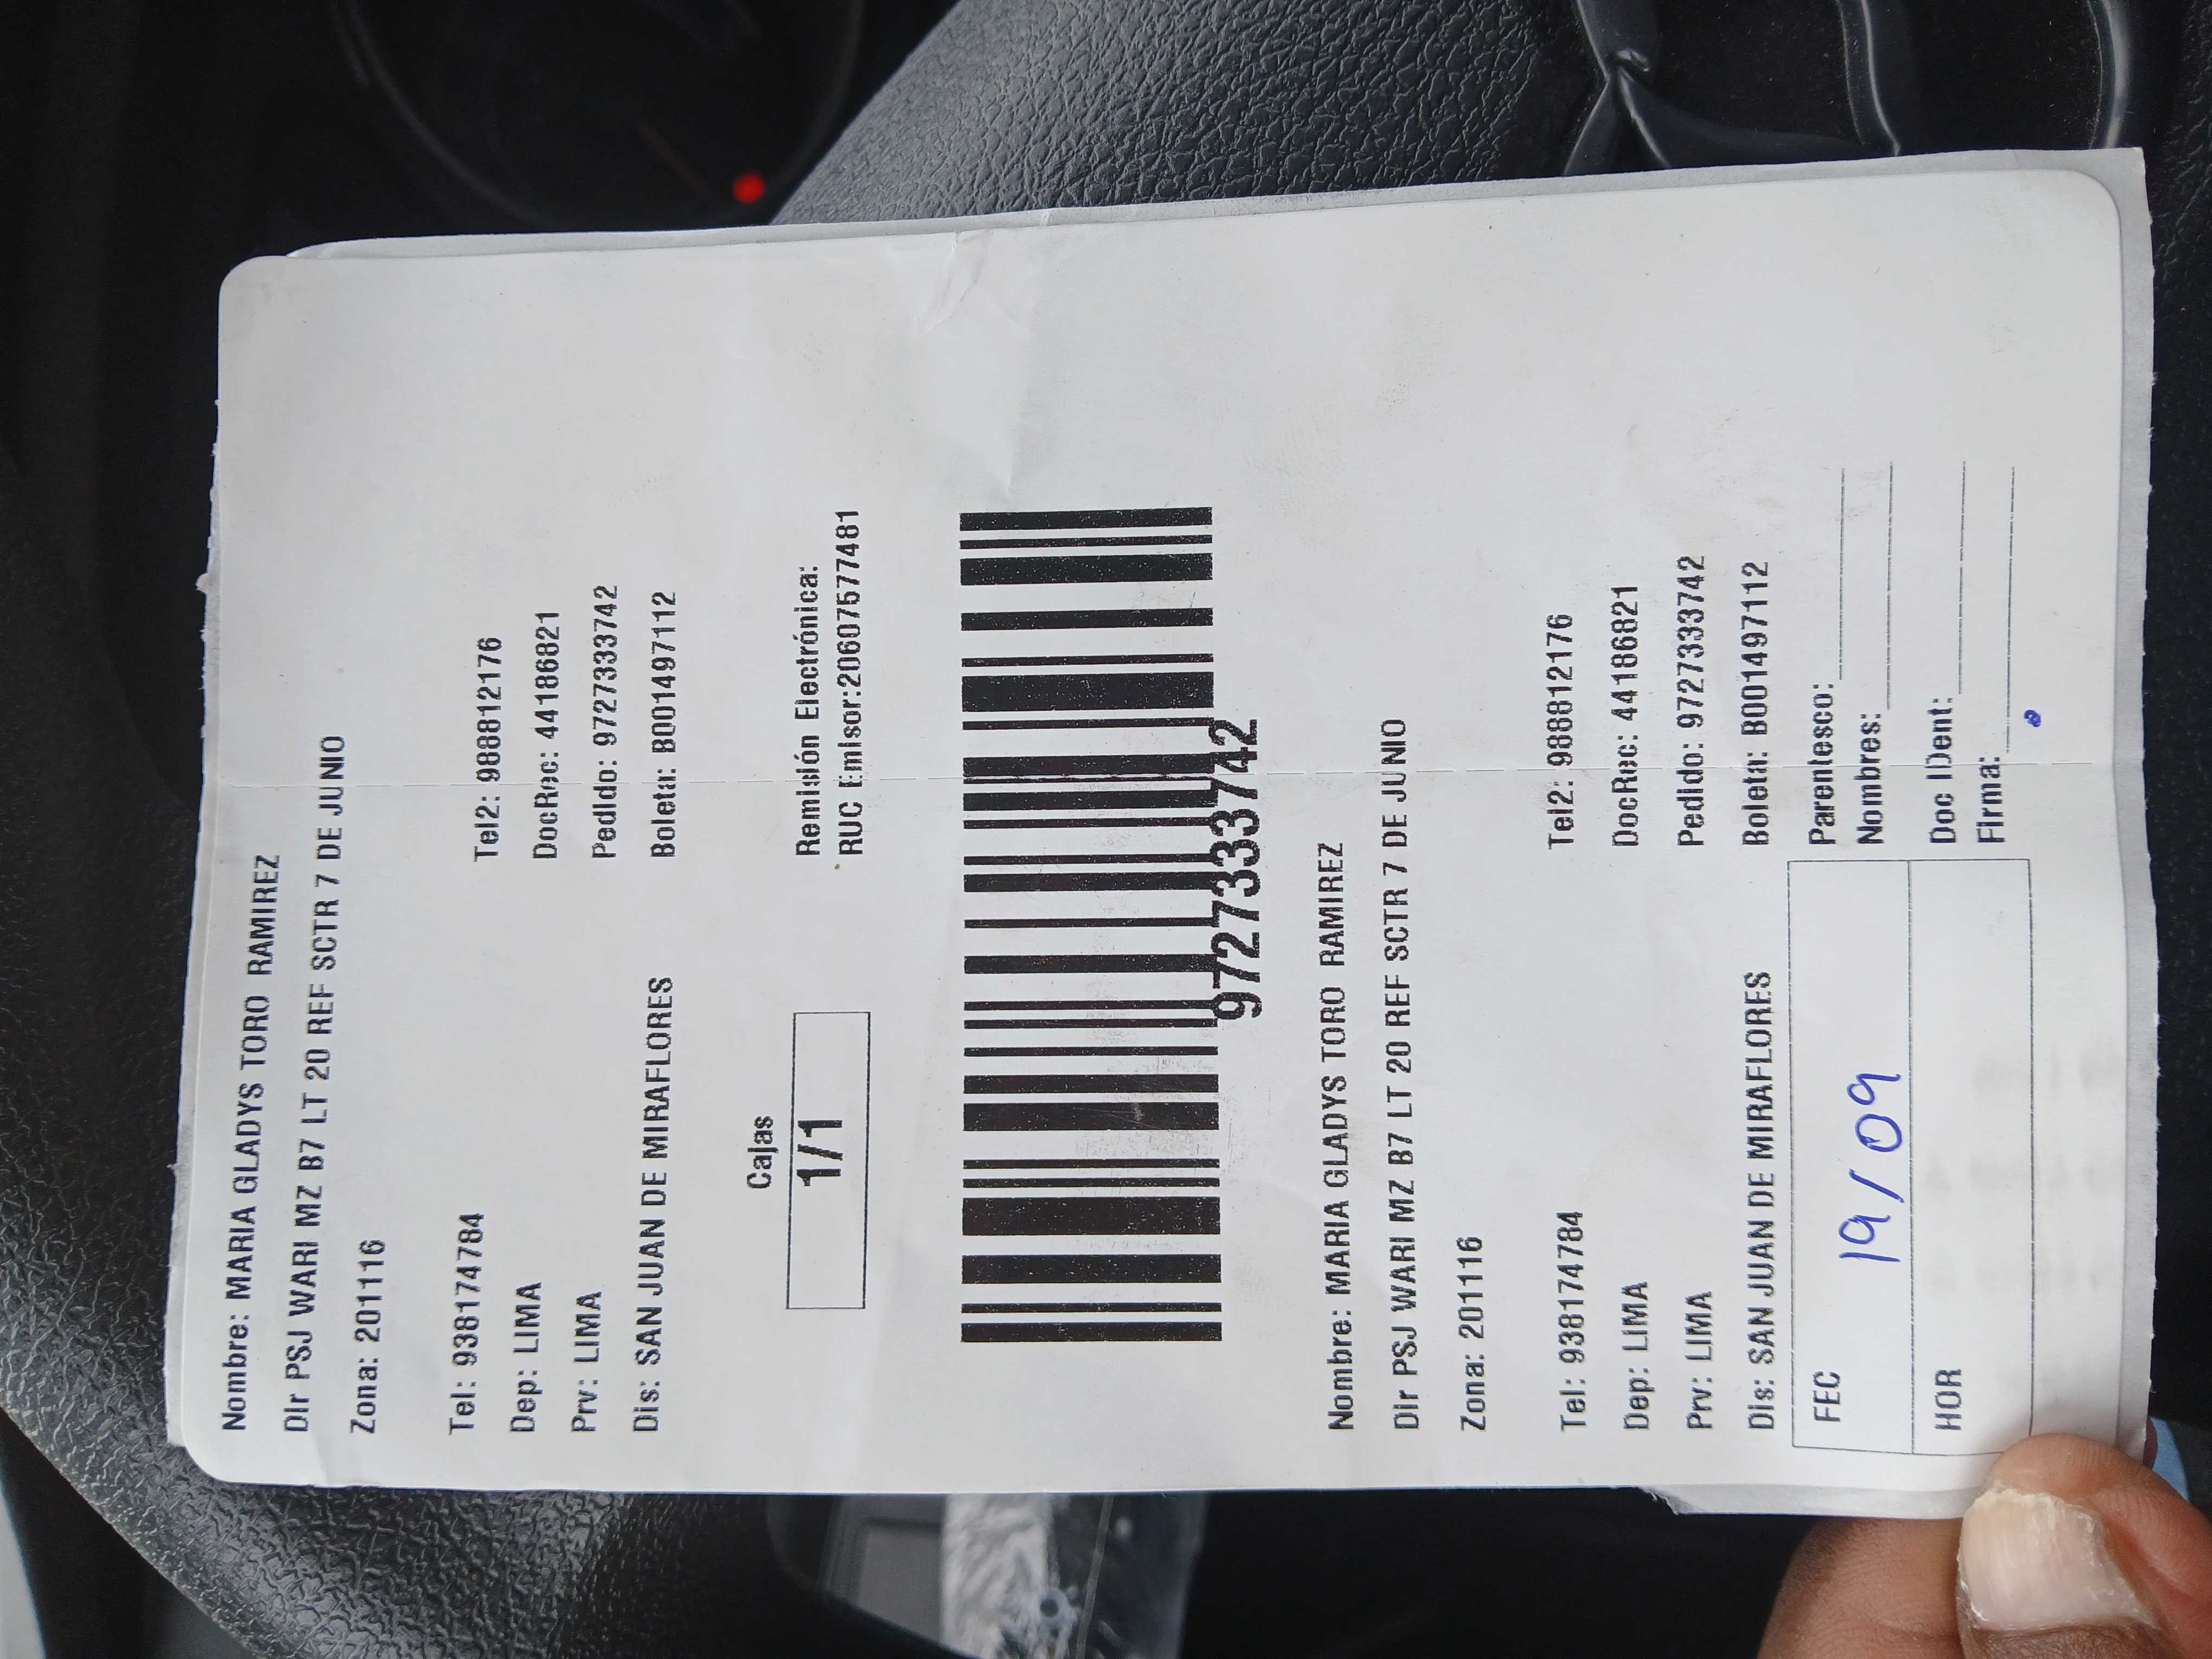 Nombre: MARIA GLADYS TORO RAMIREZ
Dir PSJ WARI MZ B7 LT 20 REF SCTR 7 DE JUNIO
Zona: 201116
Tel: 938174784 Tel2: 988812176
Dep: LIMA DocRec: 44186821
Prv: LIMA Pedido: 9727333742
Dis: SAN JUAN DE MIRAFLORES Boleta: B001497112
Cajas
1/1
Remisión Electrónica:
RUC Emisor:20607577481
9727333742
Nombre: MARIA GLADYS TORO RAMIREZ
Dir PSJ WARI MZ B7 LT 20 REF SCTR 7 DE JUNIO
Zona: 201116
Tel: 938174784 Tel2: 988812176
Dep: LIMA DocRec: 44186821
Prv: LIMA Pedido: 9727333742
Dis: SAN JUAN DE MIRAFLORES Boleta: B001497112
FEC 19/09 Parentesco:
Nombres:
HOR Doc IDent:
Firma: